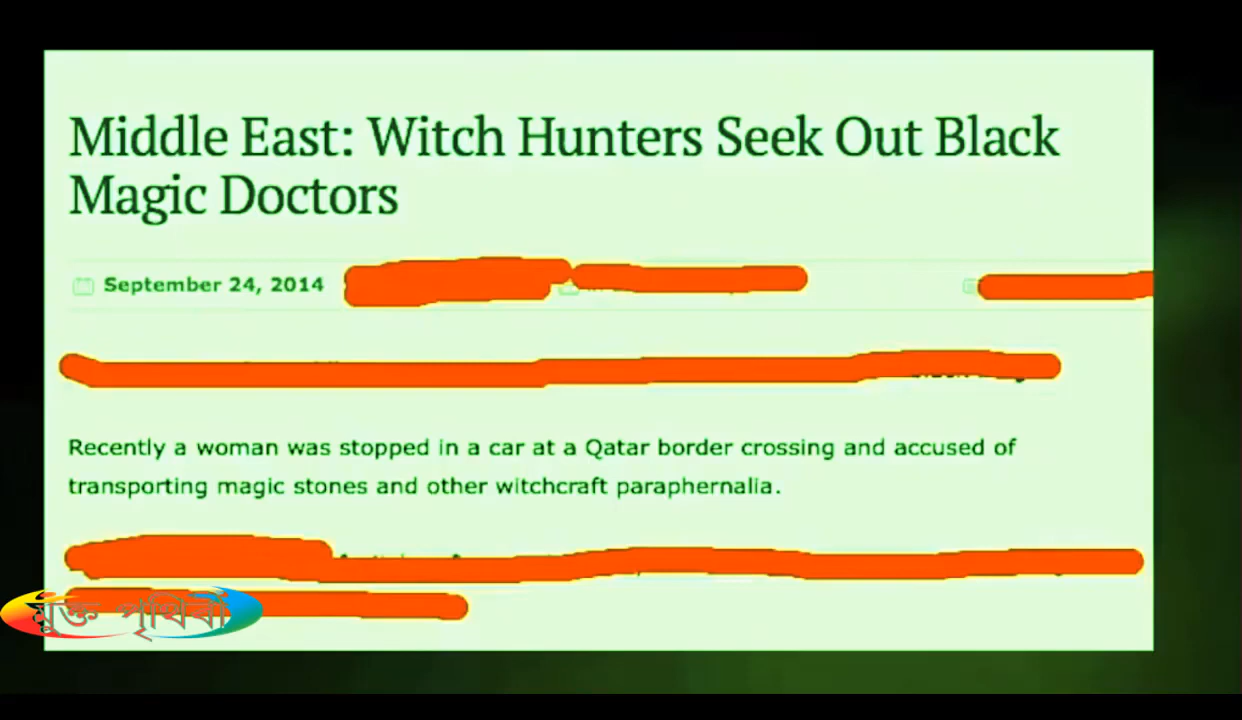 Middle East: Witch Hunters Seek Out Black
Magic Doctors
September 24, 2014
Recently a woman was stopped in a car at a Qatar border crossing and accused of
transporting magic stones and other witchcraft paraphernalia.
মুক্ত পৃথিবী